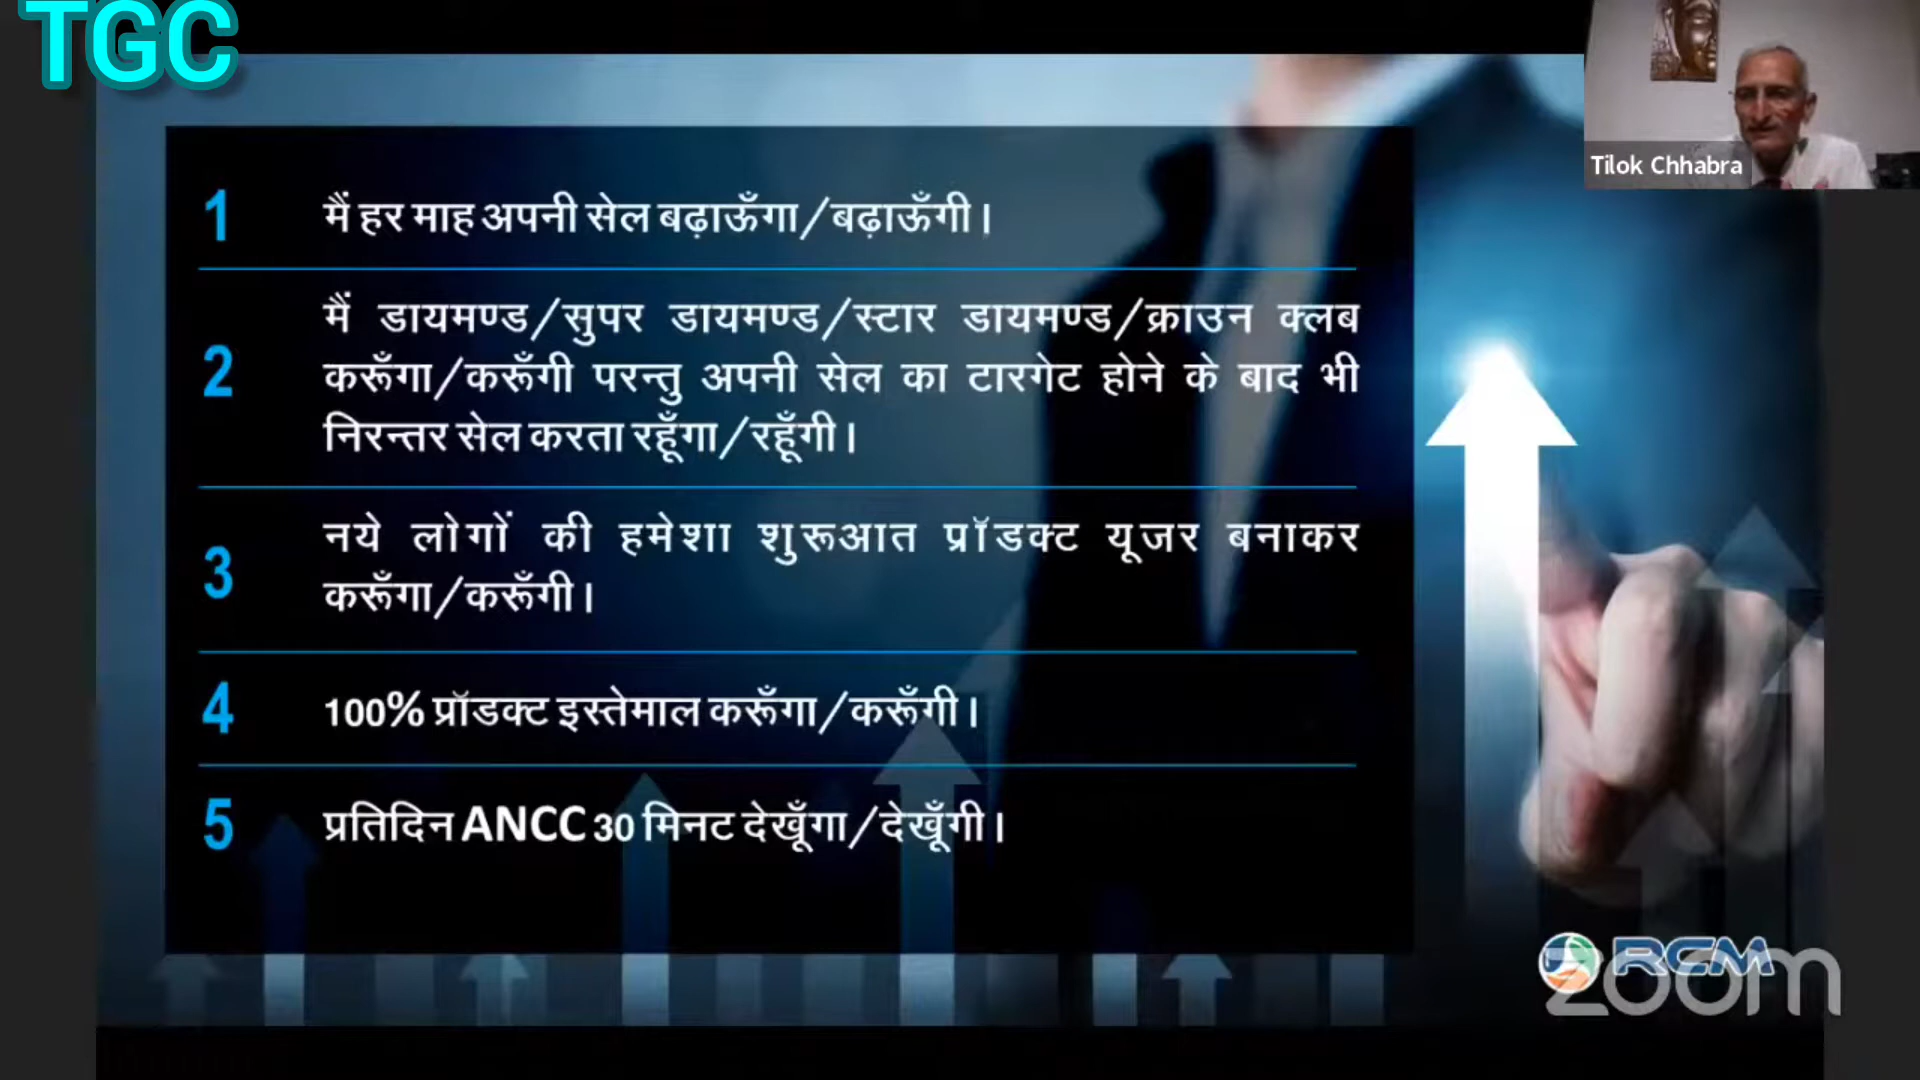 TGC
Tilok Chhabra
1 मैं हर माह अपनी सेल बढ़ाऊँगा/बढ़ाऊँगी।
2 मैं डायमण्ड/सुपर डायमण्ड/स्टार डायमण्ड/क्राउन क्लब
करूँगा/करूँगी परन्तु अपनी सेल का टारगेट होने के बाद भी
निरन्तर सेल करता रहूँगा/रहूँगी।
3 नये लोगों की हमेशा शुरूआत प्रॉडक्ट यूजर बनाकर
करूँगा/करूँगी।
4 100% प्रॉडक्ट इस्तेमाल करूँगा/करूँगी।
5 प्रतिदिन ANCC 30 मिनट देखूँगा/देखूँगी।
RCM
zoom